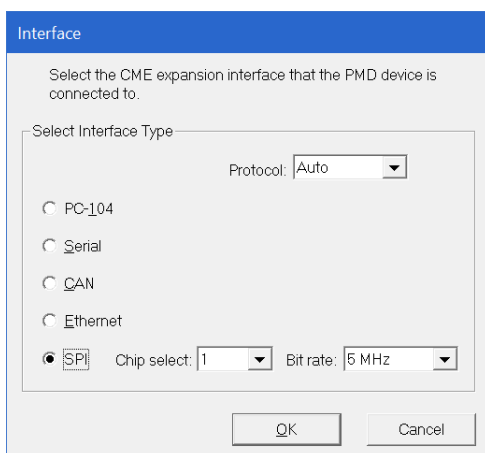 Interface
Select the CME expansion interface that the PMD device is
connected to.
Select Interface Type
Protocol: Auto
PC-104
Serial
CAN
Ethernet
SPI Chip select: 1 Bit rate: 5 MHz
OK Cancel